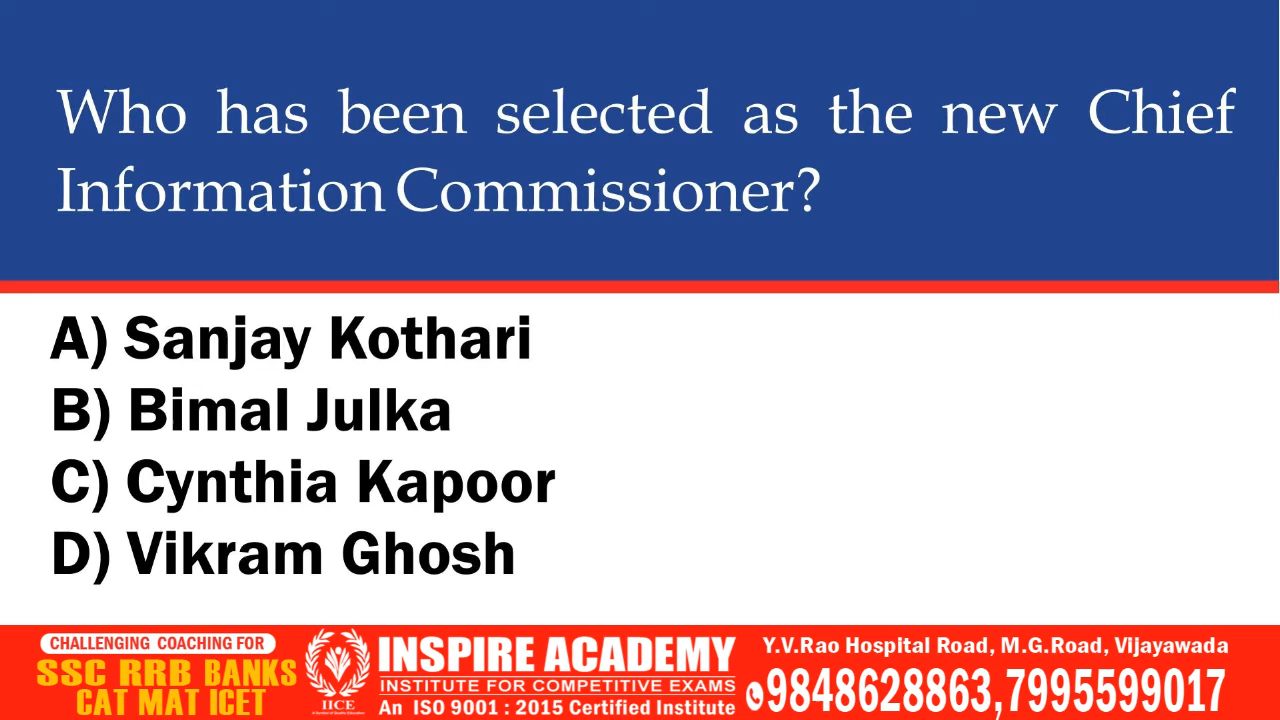 Who has been selected as the new Chief
Information Commissioner?
A) Sanjay Kothari
B) Bimal Julka
C) Cynthia Kapoor
D) Vikram Ghosh
CHALLENGING COACHING FOR
SSC RRB BANKS
CAT MAT ICET
IICE
INSPIRE ACADEMY
INSTITUTE FOR COMPETITIVE EXAMS
An ISO 9001 : 2015 Certified Institute
Y.V.Rao Hospital Road, M.G.Road, Vijayawada
9848628863,7995599017